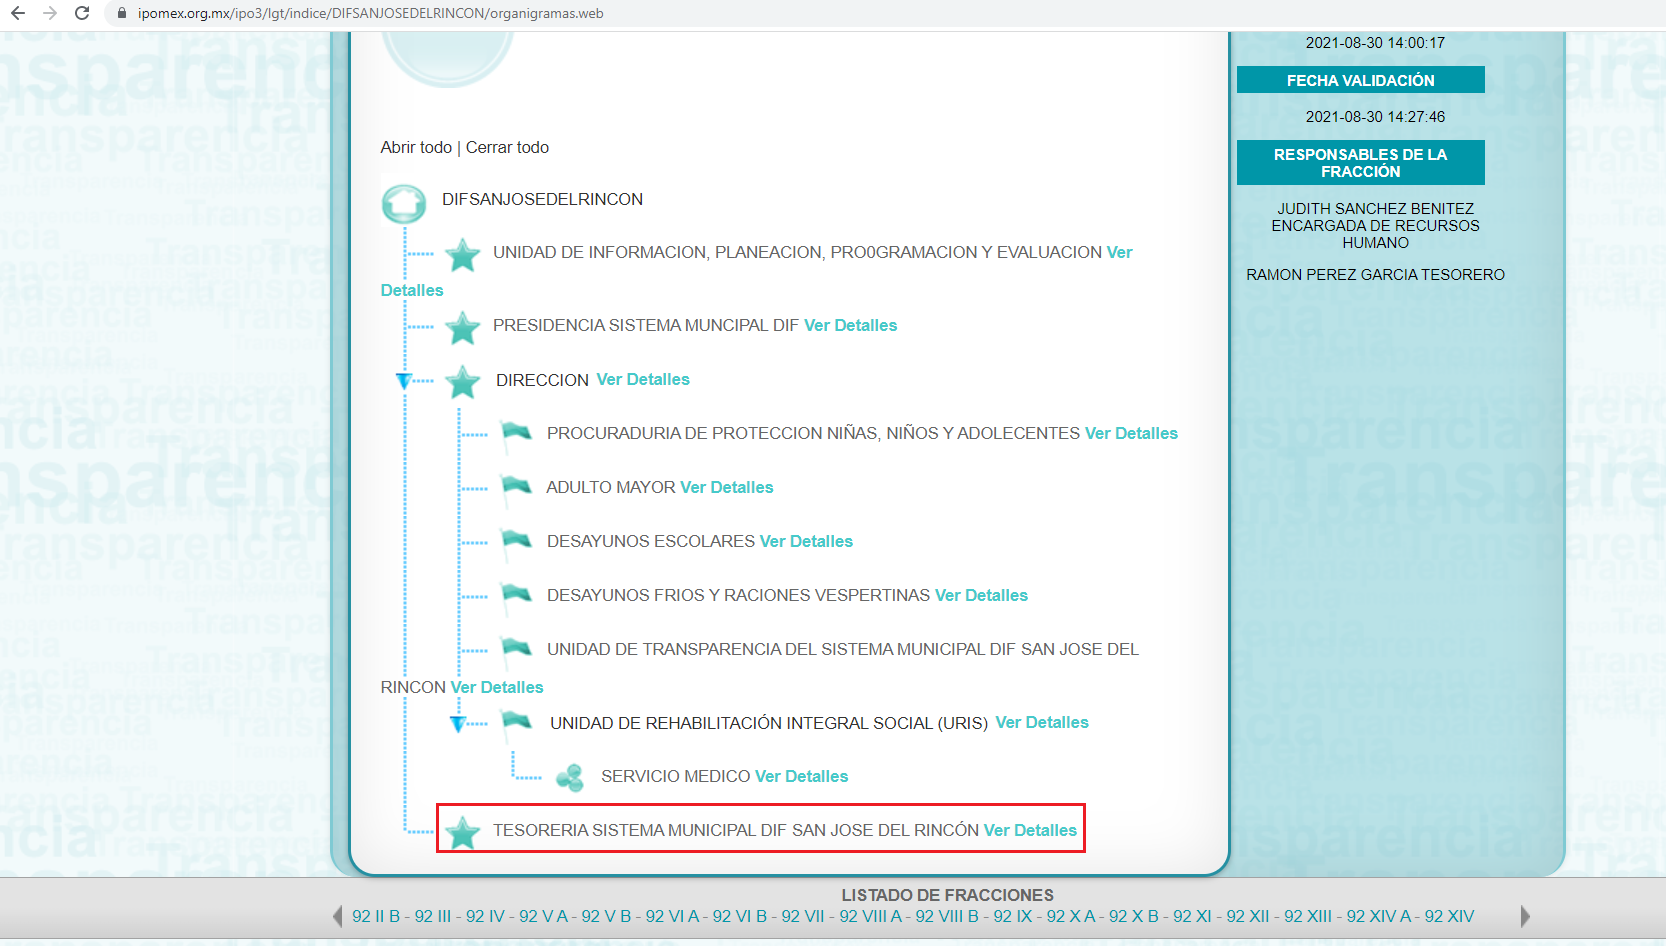 ipomex.org.mx/ipo3/lgt/indice/DIFSANJOSEDELRINCON/organigramas.web
2021-08-30 14:00:17
FECHA VALIDACIÓN
2021-08-30 14:27:46
RESPONSABLES DE LA
FRACCIÓN
JUDITH SANCHEZ BENITEZ
ENCARGADA DE RECURSOS
HUMANO
RAMON PEREZ GARCIA TESORERO
Abrir todo | Cerrar todo
DIFSANJOSEDELRINCON
UNIDAD DE INFORMACION, PLANEACION, PRO0GRAMACION Y EVALUACION Ver
Detalles
PRESIDENCIA SISTEMA MUNCIPAL DIF Ver Detalles
DIRECCION Ver Detalles
PROCURADURIA DE PROTECCION NIÑAS, NIÑOS Y ADOLECENTES Ver Detalles
ADULTO MAYOR Ver Detalles
DESAYUNOS ESCOLARES Ver Detalles
DESAYUNOS FRIOS Y RACIONES VESPERTINAS Ver Detalles
UNIDAD DE TRANSPARENCIA DEL SISTEMA MUNICIPAL DIF SAN JOSE DEL
RINCON Ver Detalles
UNIDAD DE REHABILITACIÓN INTEGRAL SOCIAL (URIS) Ver Detalles
SERVICIO MEDICO Ver Detalles
TESORERIA SISTEMA MUNICIPAL DIF SAN JOSE DEL RINCÓN Ver Detalles
LISTADO DE FRACCIONES
92 II B - 92 III - 92 IV - 92 V A - 92 V B - 92 VI A - 92 VI B - 92 VII - 92 VIII A - 92 VIII B - 92 IX - 92 X A - 92 X B - 92 XI - 92 XII - 92 XIII - 92 XIV A - 92 XIV